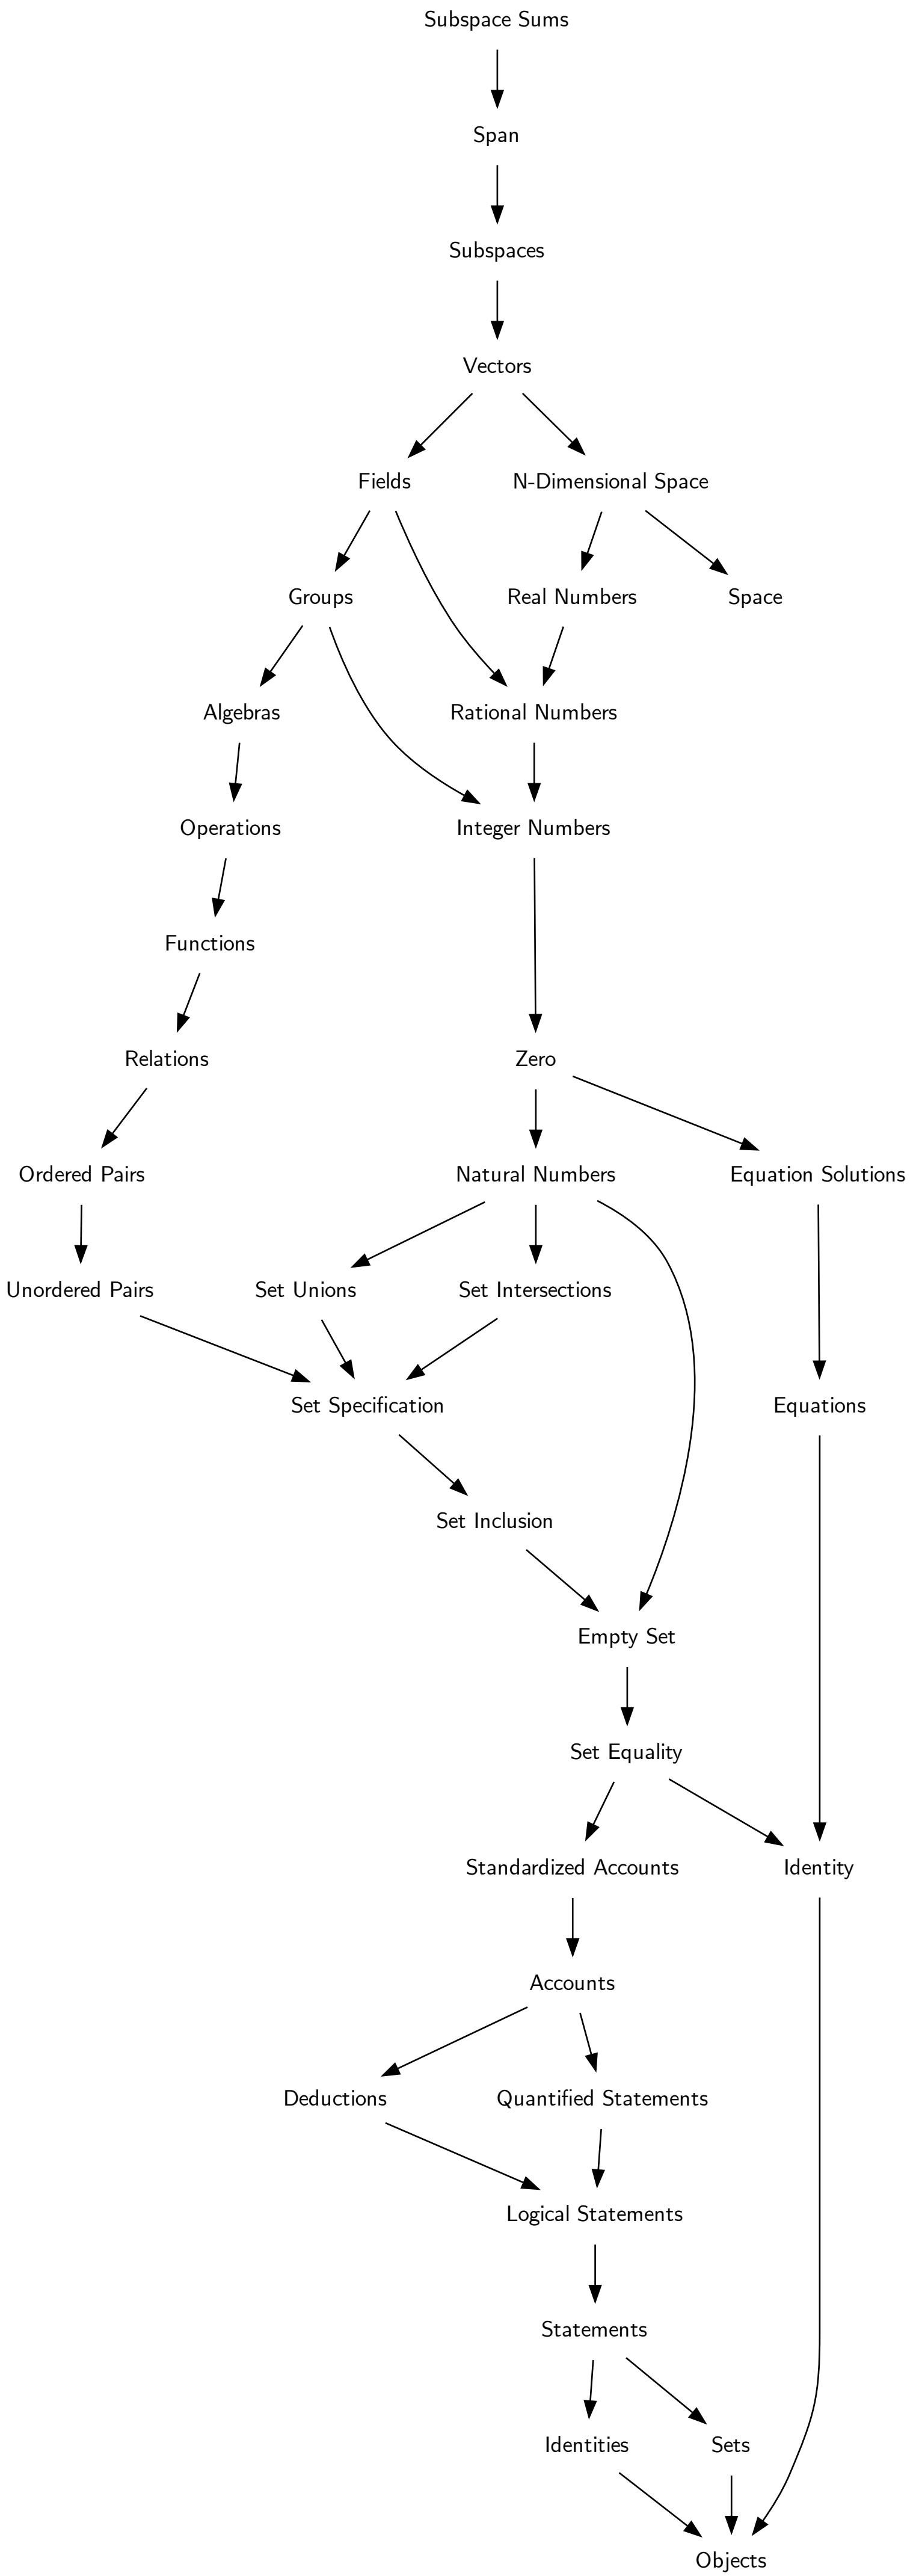 Subspace Sums
Span
Subspaces
Vectors
Fields
N-Dimensional Space
Groups
Real Numbers
Space
Algebras
Rational Numbers
Operations
Integer Numbers
Functions
Relations
Zero
Ordered Pairs
Natural Numbers
Equation Solutions
Unordered Pairs
Set Unions
Set Intersections
Set Specification
Equations
Set Inclusion
Empty Set
Set Equality
Standardized Accounts
Identity
Accounts
Deductions
Quantified Statements
Logical Statements
Statements
Identities
Sets
Objects